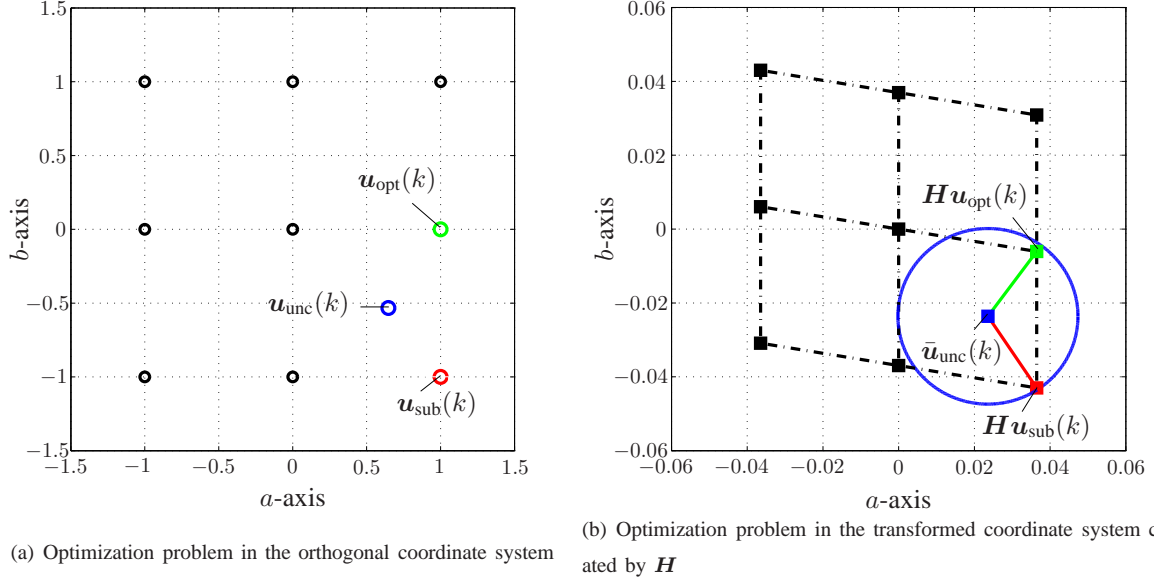 1.5
1
0.5
0
−0.5
−1
−1.5
−1.5
−1
−0.5
0
0.5
1
1.5
b-axis
a-axis
u_opt(k)
u_unc(k)
u_sub(k)
(a) Optimization problem in the orthogonal coordinate system
0.06
0.04
0.02
0
−0.02
−0.04
−0.06
−0.06
−0.04
−0.02
0
0.02
0.04
0.06
b-axis
a-axis
Hu_opt(k)
ū_unc(k)
Hu_sub(k)
(b) Optimization problem in the transformed coordinate system c
ated by H